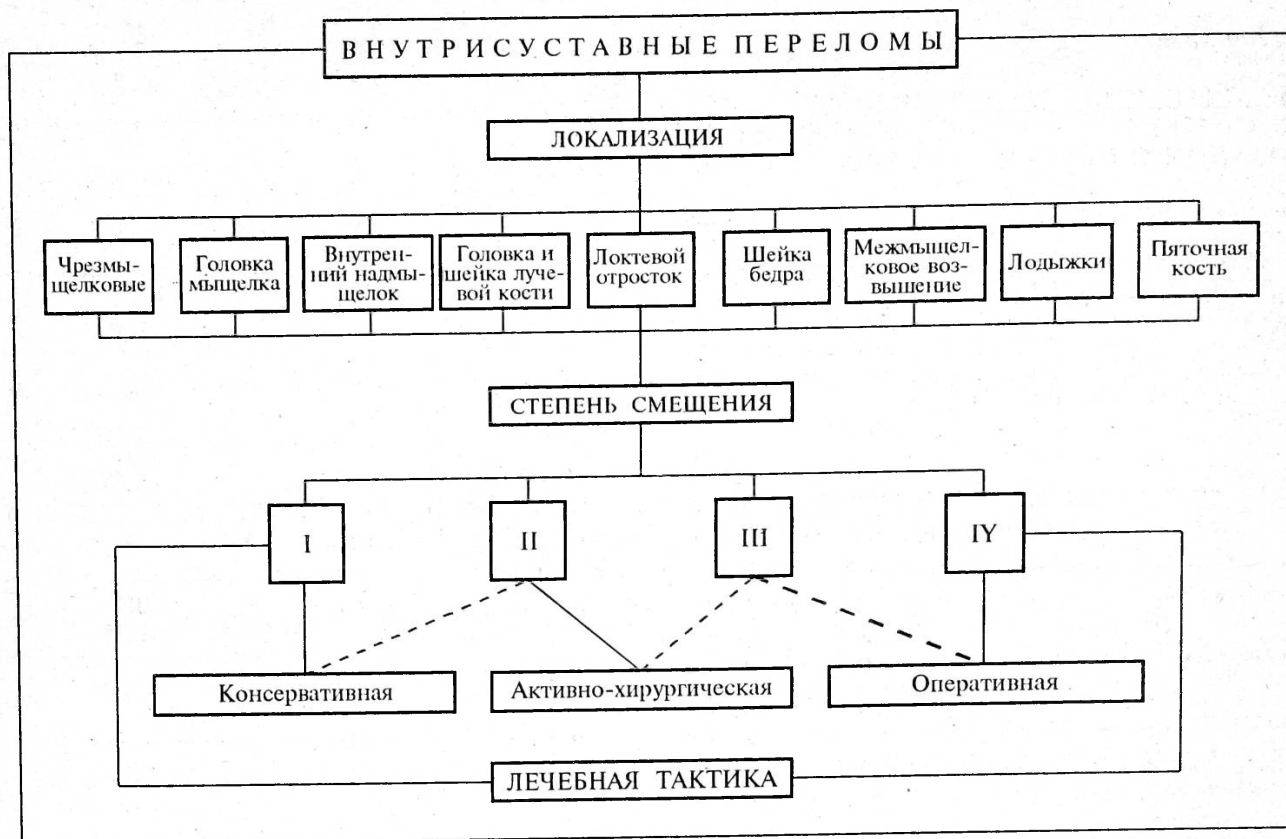 ВНУТРИСУСТАВНЫЕ ПЕРЕЛОМЫ
ЛОКАЛИЗАЦИЯ
Чрезмы-
щелковые
Головка
мыщелка
Внутрен-
ний надмы-
щелок
Головка и
шейка луче-
вой кости
Локтевой
отросток
Шейка
бедра
Межмыщел-
ковое воз-
вышение
Лодыжки
Пяточная
кость
СТЕПЕНЬ СМЕЩЕНИЯ
I
II
III
IY
Консервативная
Активно-хирургическая
Оперативная
ЛЕЧЕБНАЯ ТАКТИКА